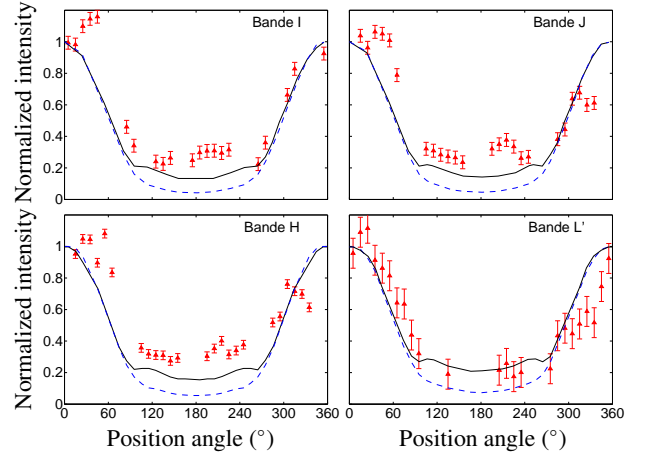 Bande I
Bande J
Normalized intensity
1
0.8
0.6
0.4
0.2
0
Bande H
Bande L'
Normalized intensity
1
0.8
0.6
0.4
0.2
0
0 60 120 180 240 300 360
0 60 120 180 240 300 360
Position angle (°)
Position angle (°)